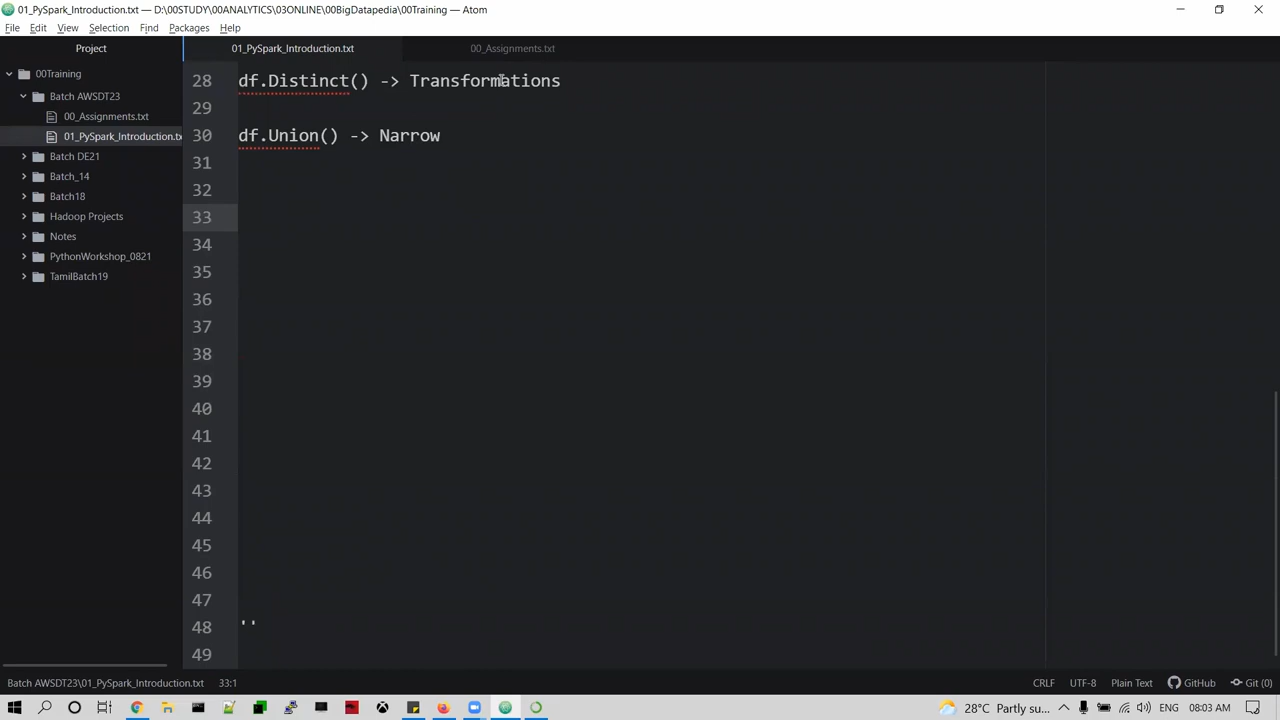 01_PySpark_Introduction.txt — D:\00STUDY\00ANALYTICS\03ONLINE\00BigDatapedia\00Training — Atom
File Edit View Selection Find Packages Help
Project
01_PySpark_Introduction.txt
00_Assignments.txt
00Training
Batch AWSDT23
00_Assignments.txt
01_PySpark_Introduction.tx
Batch DE21
Batch_14
Batch18
Hadoop Projects
Notes
PythonWorkshop_0821
TamilBatch19
28 df.Distinct() -> Transformations
29
30 df.Union() -> Narrow
31
32
33
34
35
36
37
38
39
40
41
42
43
44
45
46
47
48 ''
49
Batch AWSDT23\01_PySpark_Introduction.txt 33:1 CRLF UTF-8 Plain Text GitHub Git (0)
28°C Partly su... ENG 08:03 AM